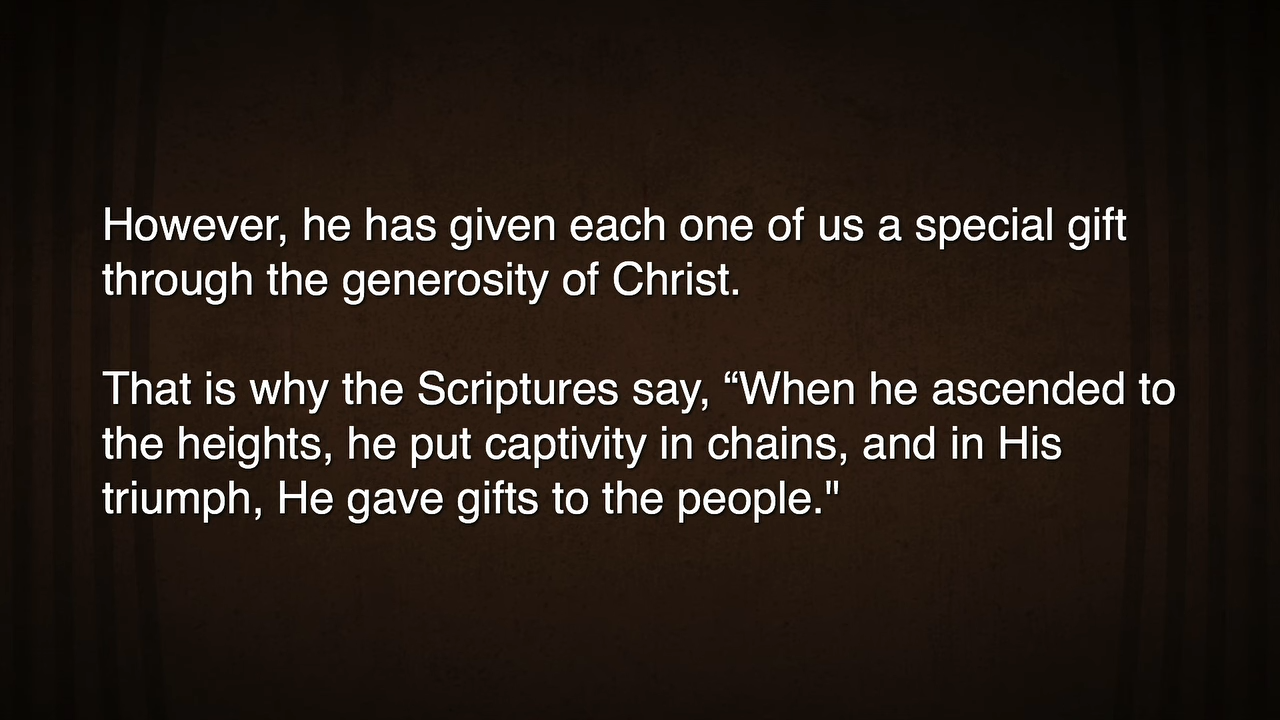 However, he has given each one of us a special gift
through the generosity of Christ.
That is why the Scriptures say, “When he ascended to
the heights, he put captivity in chains, and in His
triumph, He gave gifts to the people."